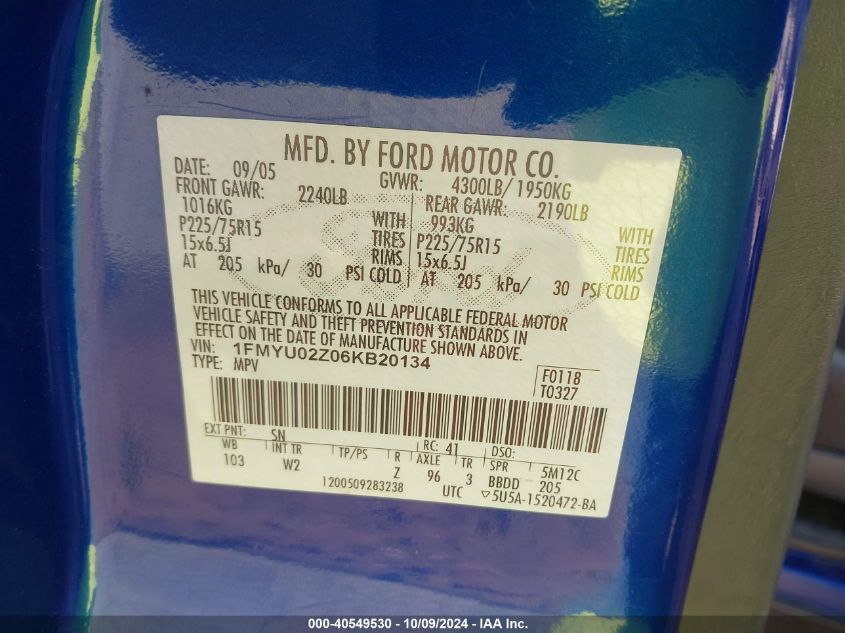 MFD. BY FORD MOTOR CO.
DATE: 09/05 GVWR: 4300LB/ 1950KG
FRONT GAWR: 2240LB REAR GAWR: 2190LB
1016KG WITH 993KG WITH
P225/75R15 TIRES P225/75R15 TIRES
15x6.5J RIMS 15x6.5J RIMS
AT 205 kPa/ 30 PSI COLD AT 205 kPa/ 30 PSI COLD
THIS VEHICLE CONFORMS TO ALL APPLICABLE FEDERAL MOTOR
VEHICLE SAFETY AND THEFT PREVENTION STANDARDS IN
EFFECT ON THE DATE OF MANUFACTURE SHOWN ABOVE.
VIN: 1FMYU02Z06KB20134
TYPE: MPV
F0118
T0327
EXT PNT: SN RC: 41 DSO:
WB INT TR TP/PS R AXLE TR SPR 5M12C
103 W2 Z 96 3 BBDD 205
1200509283238 UTC ▽5U5A-1520472-BA
000-40549530 - 10/09/2024 - IAA Inc.